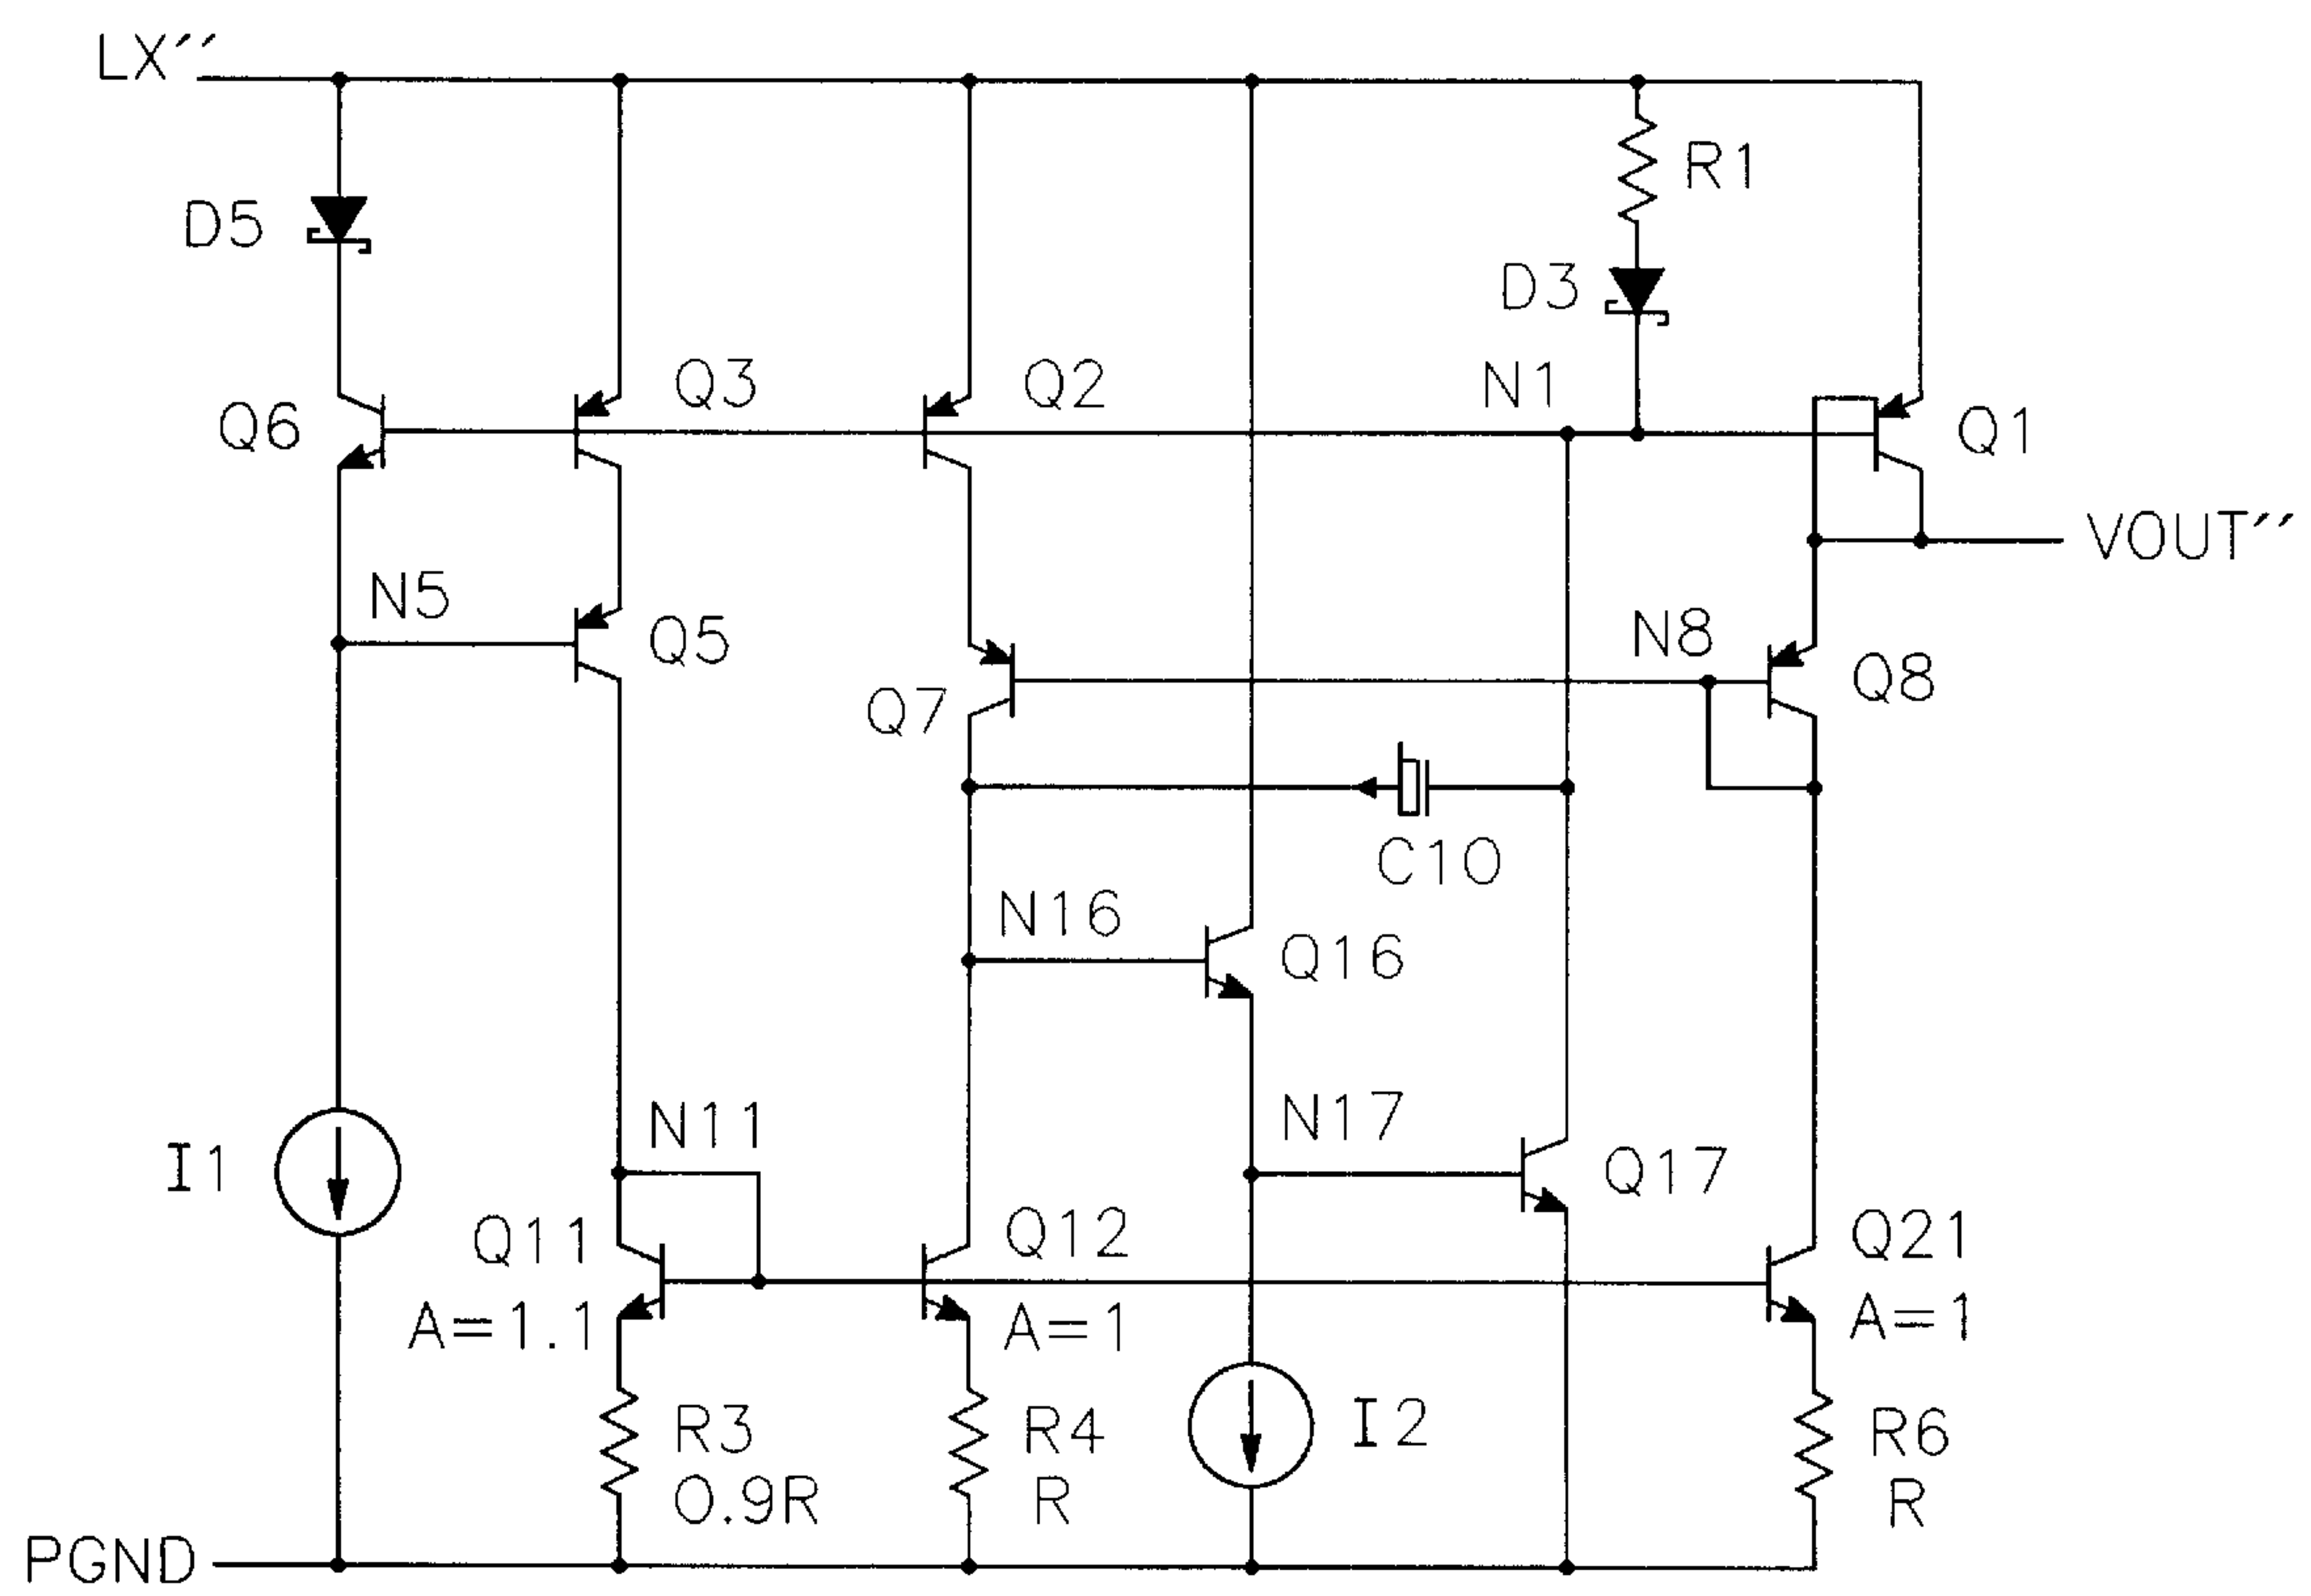 LX´´
R1
D5
D3
Q3
Q2
N1
Q6
Q1
VOUT´´
N5
Q5
N8
Q8
Q7
C10
N16
Q16
N11
N17
I1
Q17
Q11
Q12
Q21
A=1.1
A=1
A=1
I2
R3
R4
R6
0.9R
R
R
PGND